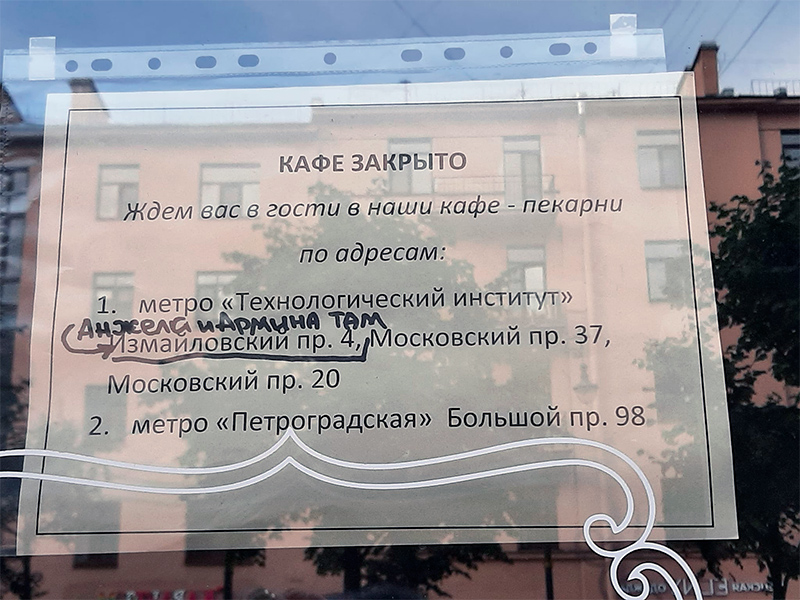 КАФЕ ЗАКРЫТО
Ждем вас в гости в наши кафе - пекарни
по адресам:
1. метро «Технологический институт»
Анжела и Армина там
Измайловский пр. 4, Московский пр. 37,
Московский пр. 20
2. метро «Петроградская» Большой пр. 98